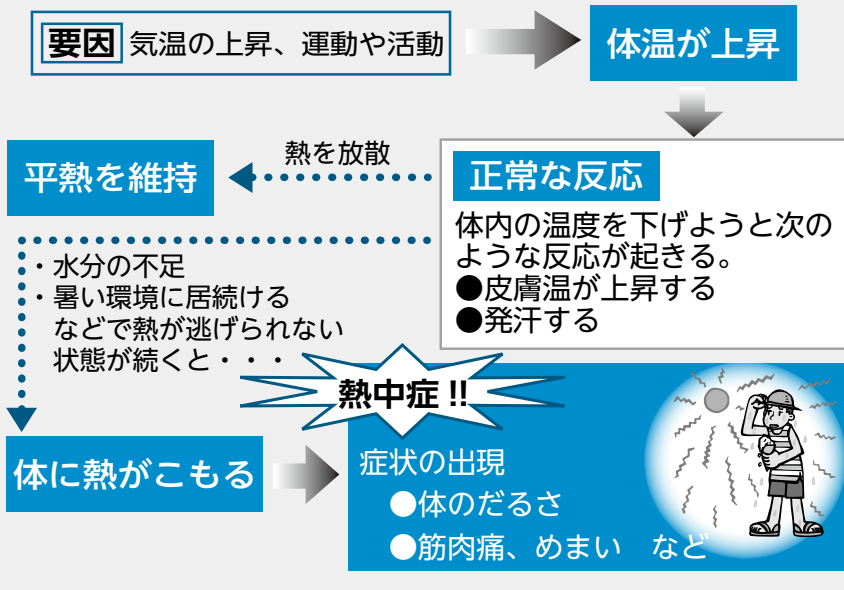 要因 気温の上昇、運動や活動
体温が上昇
正常な反応
体内の温度を下げようと次の
ような反応が起きる。
●皮膚温が上昇する
●発汗する
熱を放散
平熱を維持
・水分の不足
・暑い環境に居続ける
などで熱が逃げられない
状態が続くと・・・
体に熱がこもる
熱中症!!
症状の出現
●体のだるさ
●筋肉痛、めまい　など